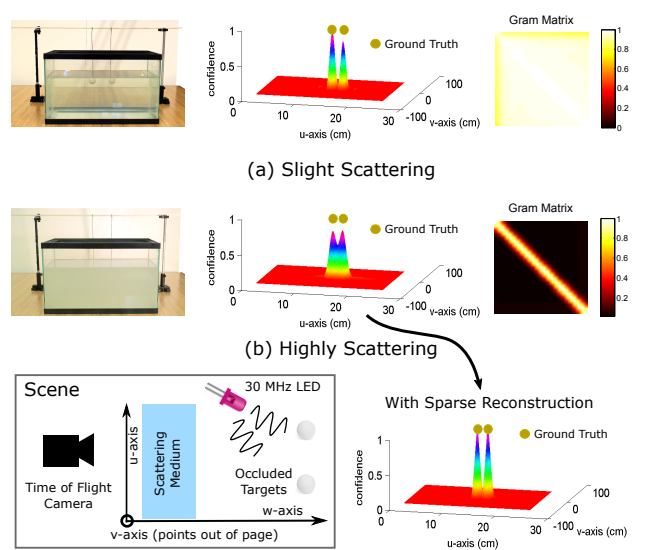 1
0.5
0
confidence
0
10
20
30
u-axis (cm)
-100
0
100
v-axis (cm)
Ground Truth
Gram Matrix
1
0.8
0.6
0.4
0.2
0
(a) Slight Scattering
1
0.5
0
confidence
0
10
20
30
u-axis (cm)
-100
0
100
v-axis (cm)
Ground Truth
Gram Matrix
1
0.8
0.6
0.4
0.2
(b) Highly Scattering
Scene
30 MHz LED
u-axis
Scattering
Medium
Time of Flight
Camera
Occluded
Targets
w-axis
v-axis (points out of page)
With Sparse Reconstruction
1
0.5
0
confidence
0
10
20
30
u-axis (cm)
-100
0
100
v-axis (cm)
Ground Truth